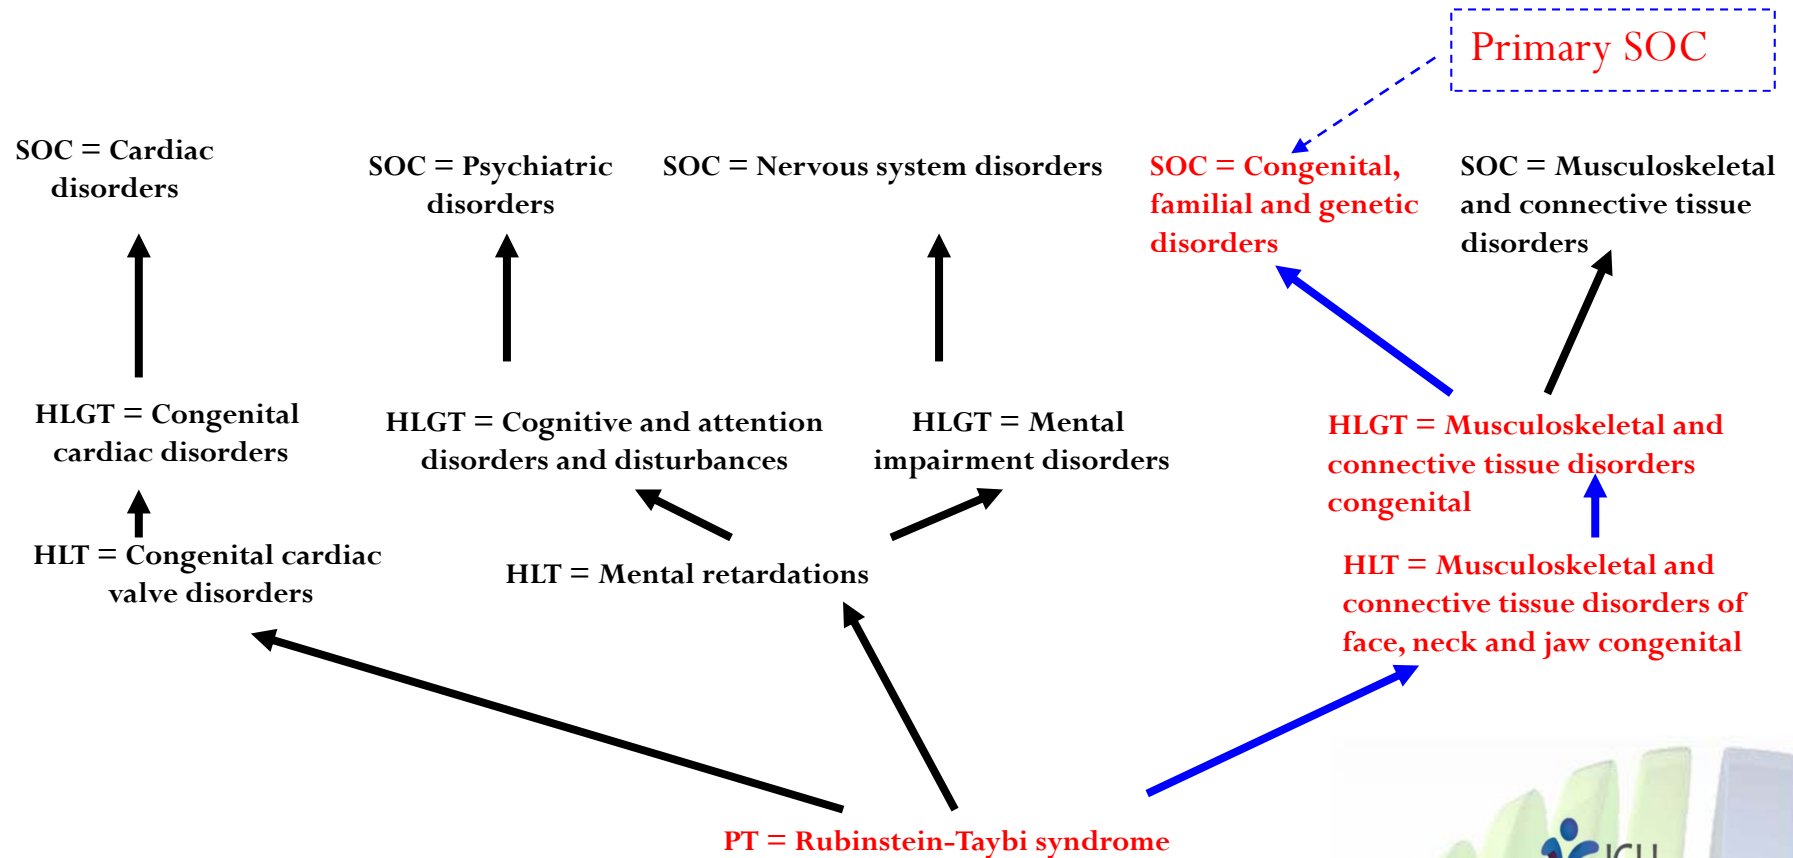 Primary SOC
SOC = Cardiac
disorders
SOC = Psychiatric
disorders
SOC = Nervous system disorders
SOC = Congenital,
familial and genetic
disorders
SOC = Musculoskeletal
and connective tissue
disorders
HLGT = Congenital
cardiac disorders
HLGT = Cognitive and attention
disorders and disturbances
HLGT = Mental
impairment disorders
HLGT = Musculoskeletal and
connective tissue disorders
congenital
HLT = Congenital cardiac
valve disorders
HLT = Mental retardations
HLT = Musculoskeletal and
connective tissue disorders of
face, neck and jaw congenital
PT = Rubinstein-Taybi syndrome